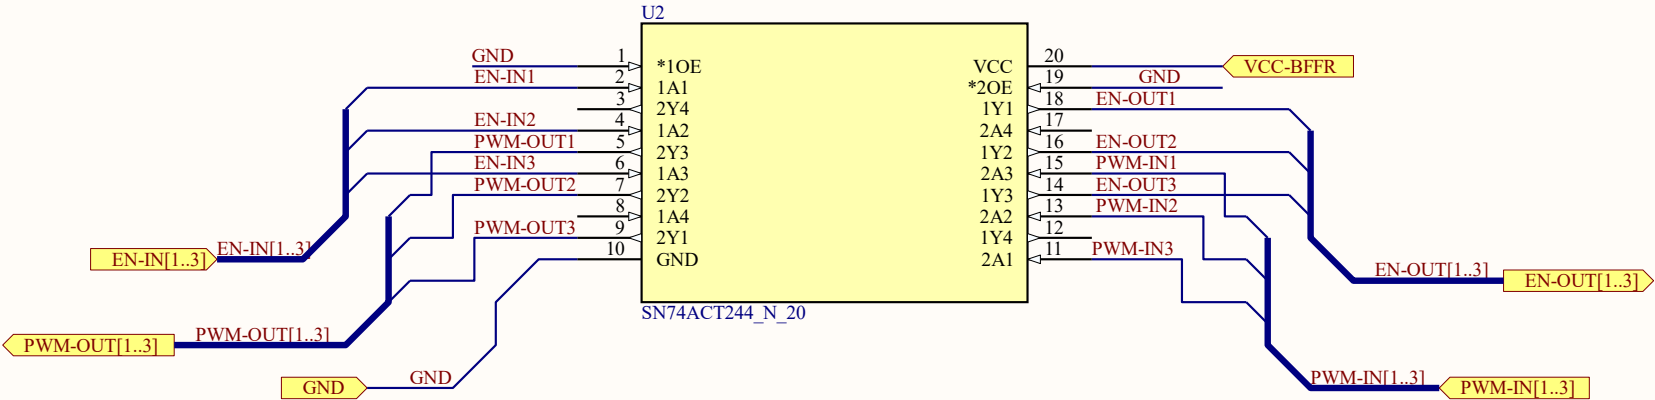 U2
GND 1 *1OE VCC 20 VCC-BFFR
EN-IN1 2 1A1 *2OE 19 GND
3 2Y4 1Y1 18 EN-OUT1
EN-IN2 4 1A2 2A4 17
PWM-OUT1 5 2Y3 1Y2 16 EN-OUT2
EN-IN3 6 1A3 2A3 15 PWM-IN1
PWM-OUT2 7 2Y2 1Y3 14 EN-OUT3
8 1A4 2A2 13 PWM-IN2
PWM-OUT3 9 2Y1 1Y4 12
EN-IN[1..3] EN-IN[1..3] 10 GND 2A1 11 PWM-IN3
EN-OUT[1..3] EN-OUT[1..3]
SN74ACT244_N_20
PWM-OUT[1..3] PWM-OUT[1..3]
GND GND PWM-IN[1..3] PWM-IN[1..3]